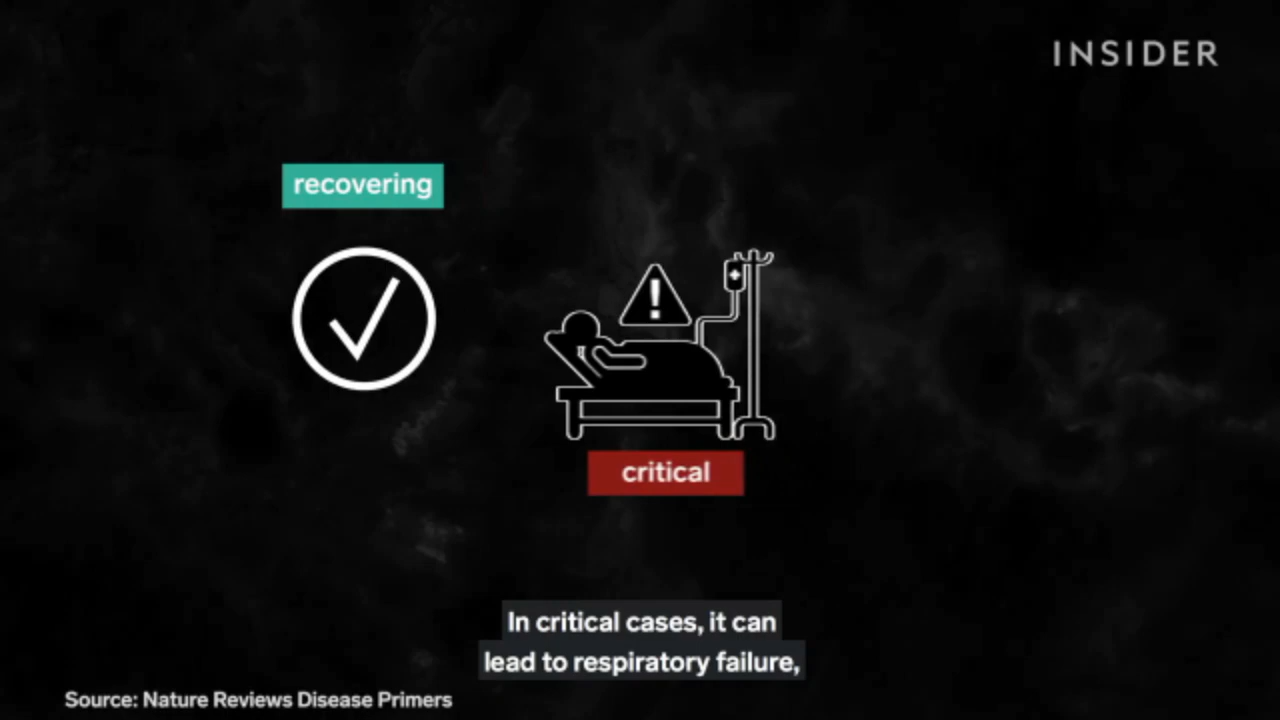 INSIDER
recovering
critical
In critical cases, it can
lead to respiratory failure,
Source: Nature Reviews Disease Primers